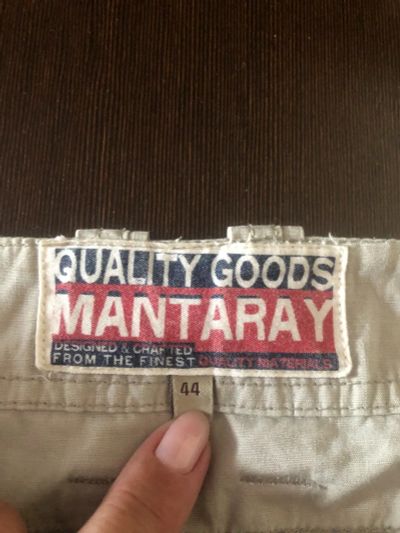 QUALITY GOODS
MANTARAY
DESIGNED & CRAFTED
FROM THE FINEST QUALITY MATERIALS
44